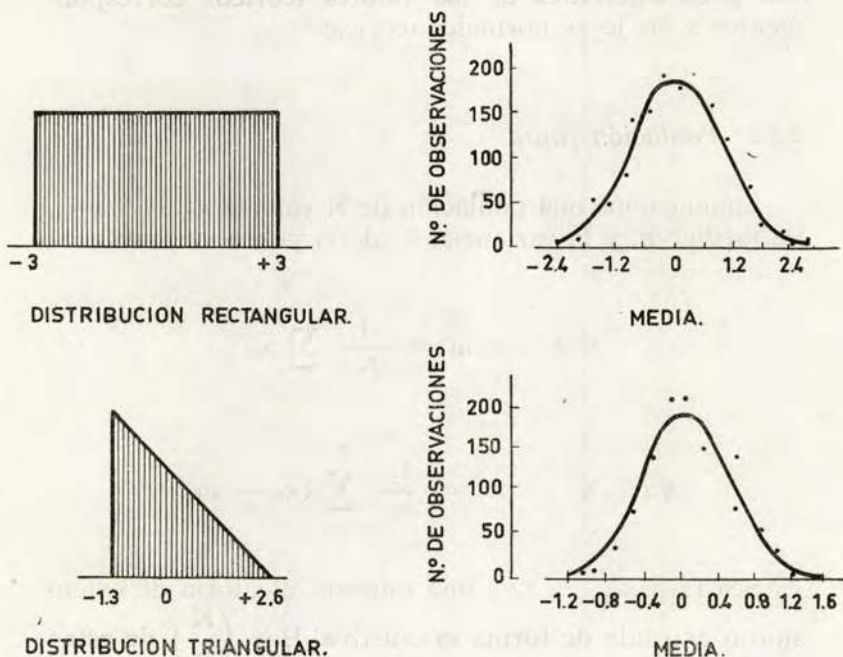 Nº. DE OBSERVACIONES
200
150
100
50
0
-3 +3
-2.4 -1.2 0 1.2 2.4
DISTRIBUCION RECTANGULAR.
MEDIA.
Nº. DE OBSERVACIONES
200
150
100
50
0
-1.3 0 +2.6
-1.2 -0.8 -0.4 0 0.4 0.8 1.2 1.6
DISTRIBUCION TRIANGULAR.
MEDIA.